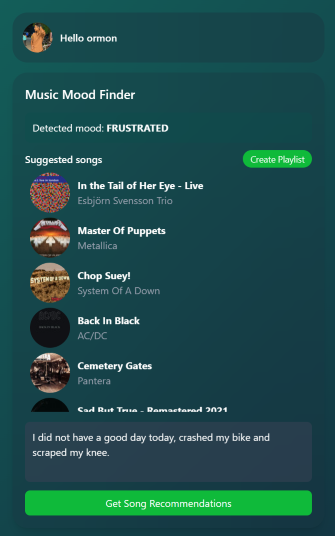 Hello ormon
Music Mood Finder
Detected mood: FRUSTRATED
Suggested songs
Create Playlist
In the Tail of Her Eye - Live
Esbjörn Svensson Trio
Master Of Puppets
Metallica
Chop Suey!
System Of A Down
Back In Black
AC/DC
Cemetery Gates
Pantera
Sad But True - Remastered 2021
I did not have a good day today, crashed my bike and
scraped my knee.
Get Song Recommendations